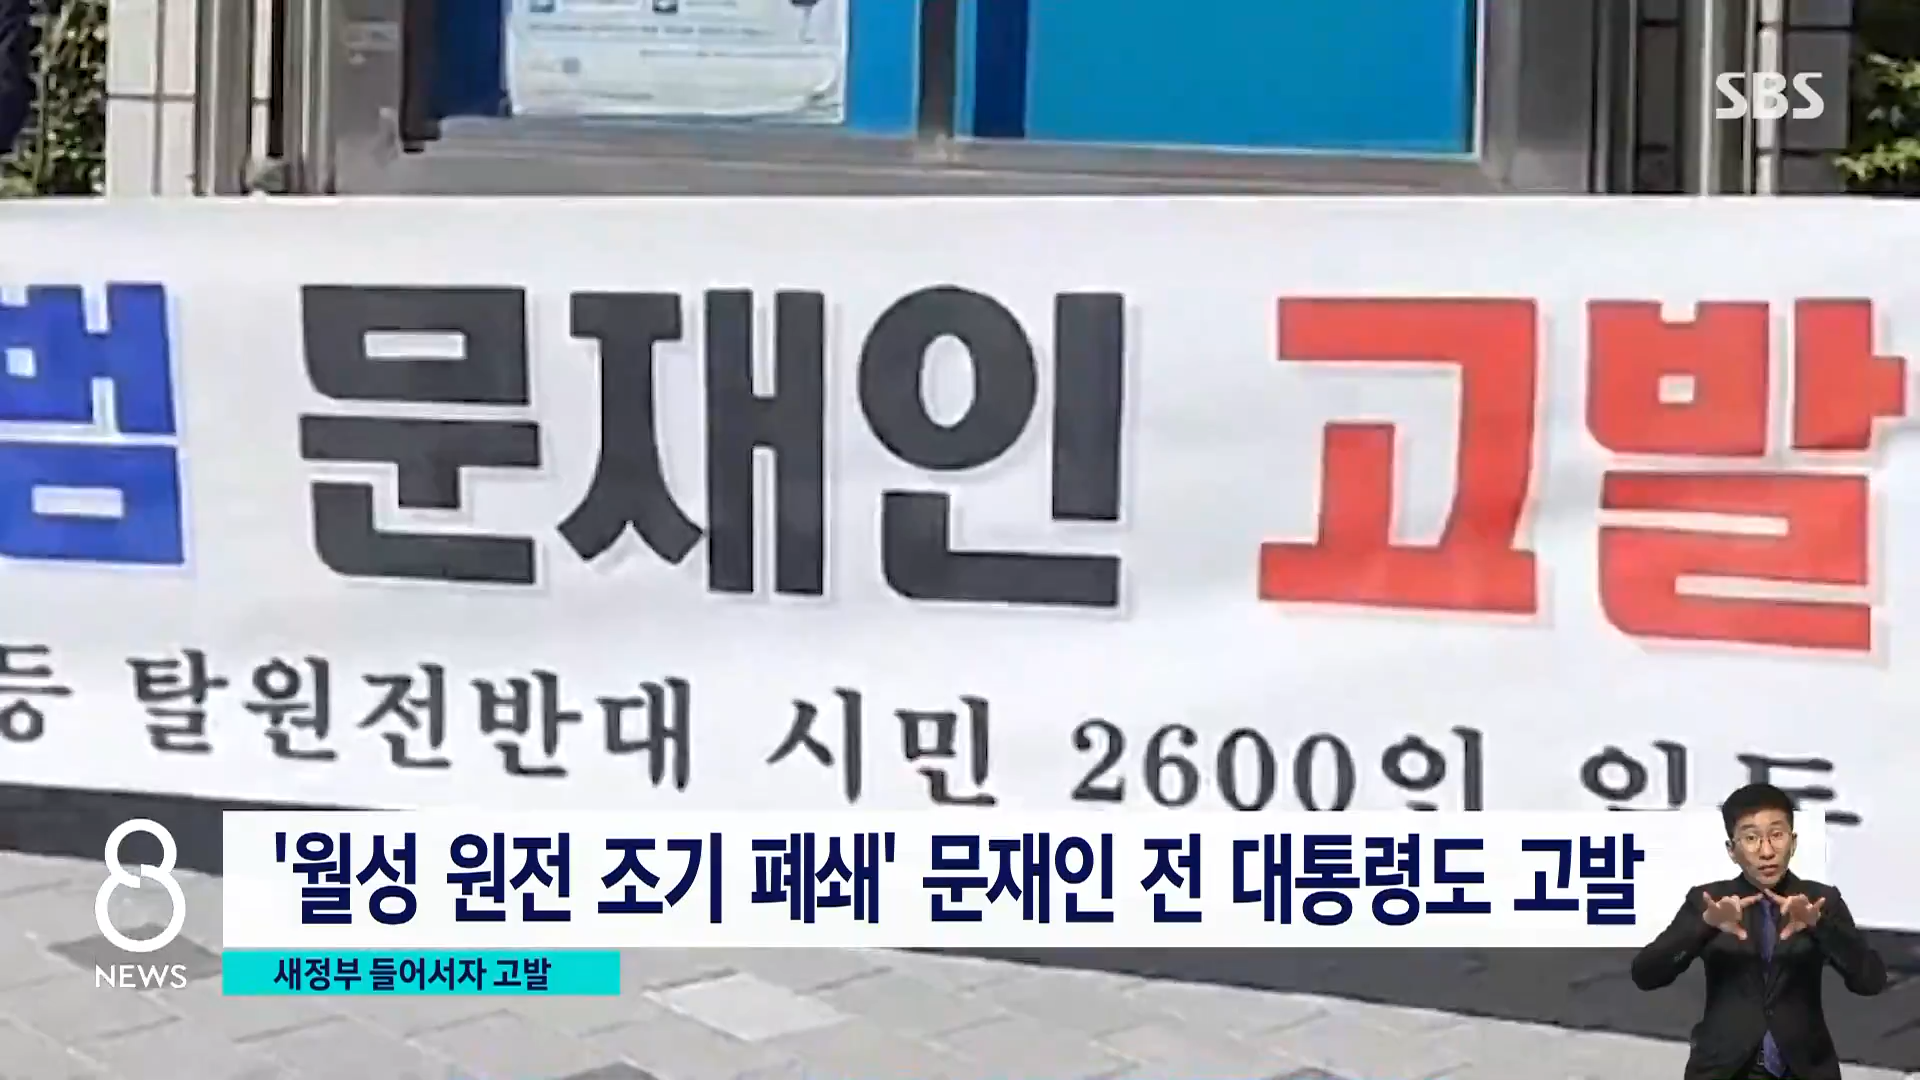 SBS
범 문재인 고발
등 탈원전반대 시민 2600인
'월성 원전 조기 폐쇄' 문재인 전 대통령도 고발
8 NEWS
새정부 들어서자 고발